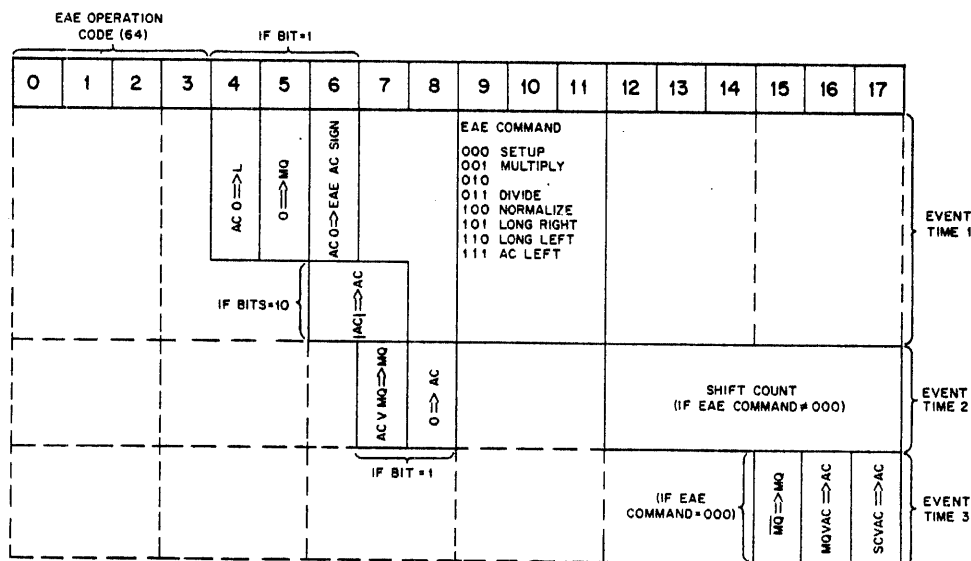 EAE OPERATION
CODE (64)
IF BIT=1
0 1 2 3 4 5 6 7 8 9 10 11 12 13 14 15 16 17
AC 0=>L
0=>MQ
AC 0=>EAE AC SIGN
EAE COMMAND
000 SETUP
001 MULTIPLY
010
011 DIVIDE
100 NORMALIZE
101 LONG RIGHT
110 LONG LEFT
111 AC LEFT
EVENT
TIME 1
IF BITS=10
|AC|=>AC
AC V MQ=>MQ
0=> AC
SHIFT COUNT
(IF EAE COMMAND≠000)
EVENT
TIME 2
IF BIT=1
(IF EAE
COMMAND=000)
M̅Q̅=>MQ
MQVAC=>AC
SCVAC=>AC
EVENT
TIME 3